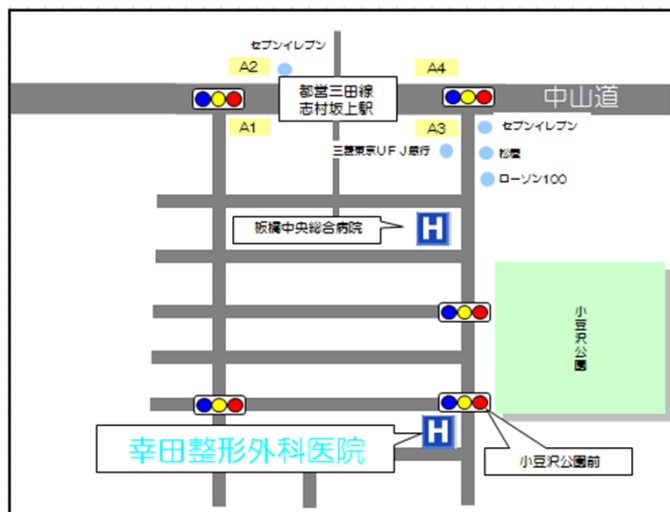 セブンイレブン
A2
A4
都営三田線
志村坂上駅
中山道
A1
A3
セブンイレブン
三菱東京UFJ銀行
松屋
ローソン100
板橋中央総合病院
H
小豆沢公園
H
幸田整形外科医院
小豆沢公園前